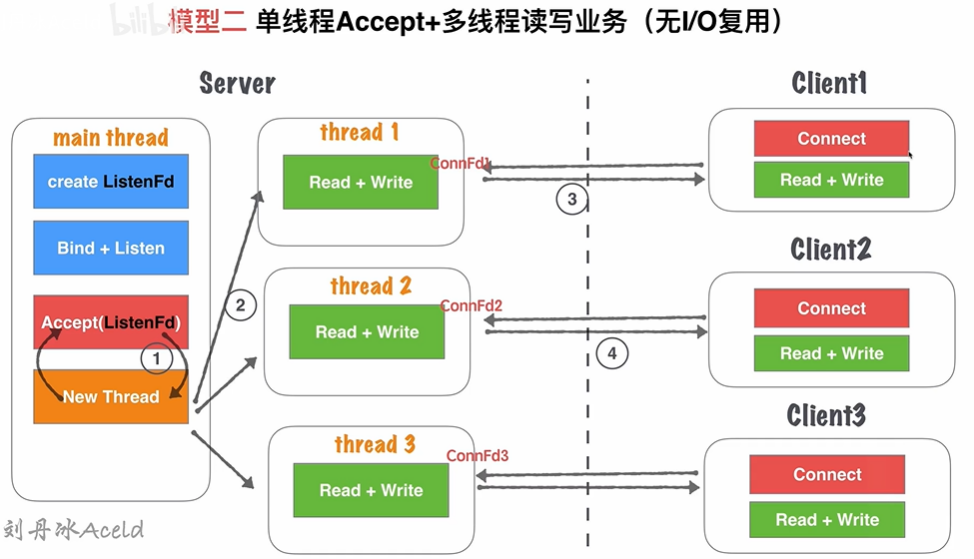 bilibili
模型二 单线程Accept+多线程读写业务（无I/O复用）
Server
main thread
create ListenFd
Bind + Listen
Accept(ListenFd)
1
New Thread
2
thread 1
Read + Write
ConnFd1
3
thread 2
Read + Write
ConnFd2
4
thread 3
Read + Write
ConnFd3
Client1
Connect
Read + Write
Client2
Connect
Read + Write
Client3
Connect
Read + Write
刘丹冰Aceld